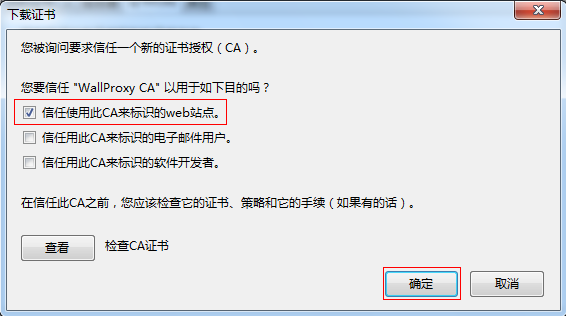 下载证书
您被询问要求信任一个新的证书授权（CA）。
您要信任 "WallProxy CA" 以用于如下目的吗？
信任使用此CA来标识的web站点。
信任用此CA来标识的电子邮件用户。
信任用此CA来标识的软件开发者。
在信任此CA之前，您应该检查它的证书、策略和它的手续（如果有的话）。
查看 检查CA证书
确定 取消